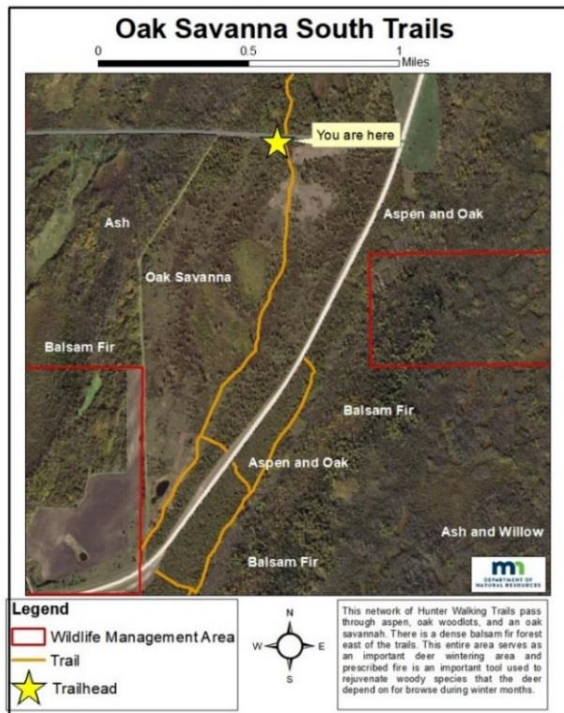 Oak Savanna South Trails
0 0.5 1
Miles
You are here
Aspen and Oak
Ash
Oak Savanna
Balsam Fir
Balsam Fir
Aspen and Oak
Ash and Willow
Balsam Fir
mn
DEPARTMENT OF
NATURAL RESOURCES
Legend
Wildlife Management Area
Trail
Trailhead
N
W E
S
This network of Hunter Walking Trails pass
through aspen, oak woodlots, and an oak
savannah. There is a dense balsam fir forest
east of the trails. This entire area serves as
an important deer wintering area and
prescribed fire is an important tool used to
rejuvenate woody species that the deer
depend on for browse during winter months.